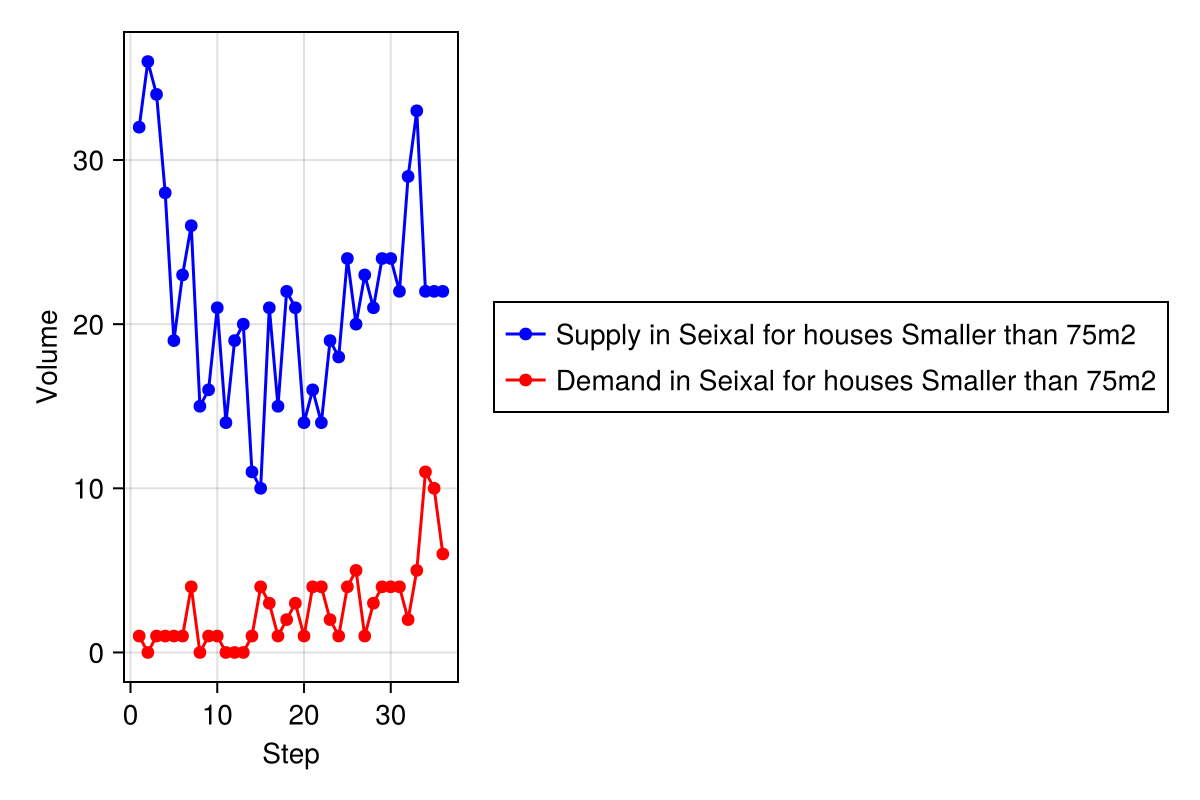 30
20
10
0
Volume
0 10 20 30
Step
Supply in Seixal for houses Smaller than 75m2
Demand in Seixal for houses Smaller than 75m2